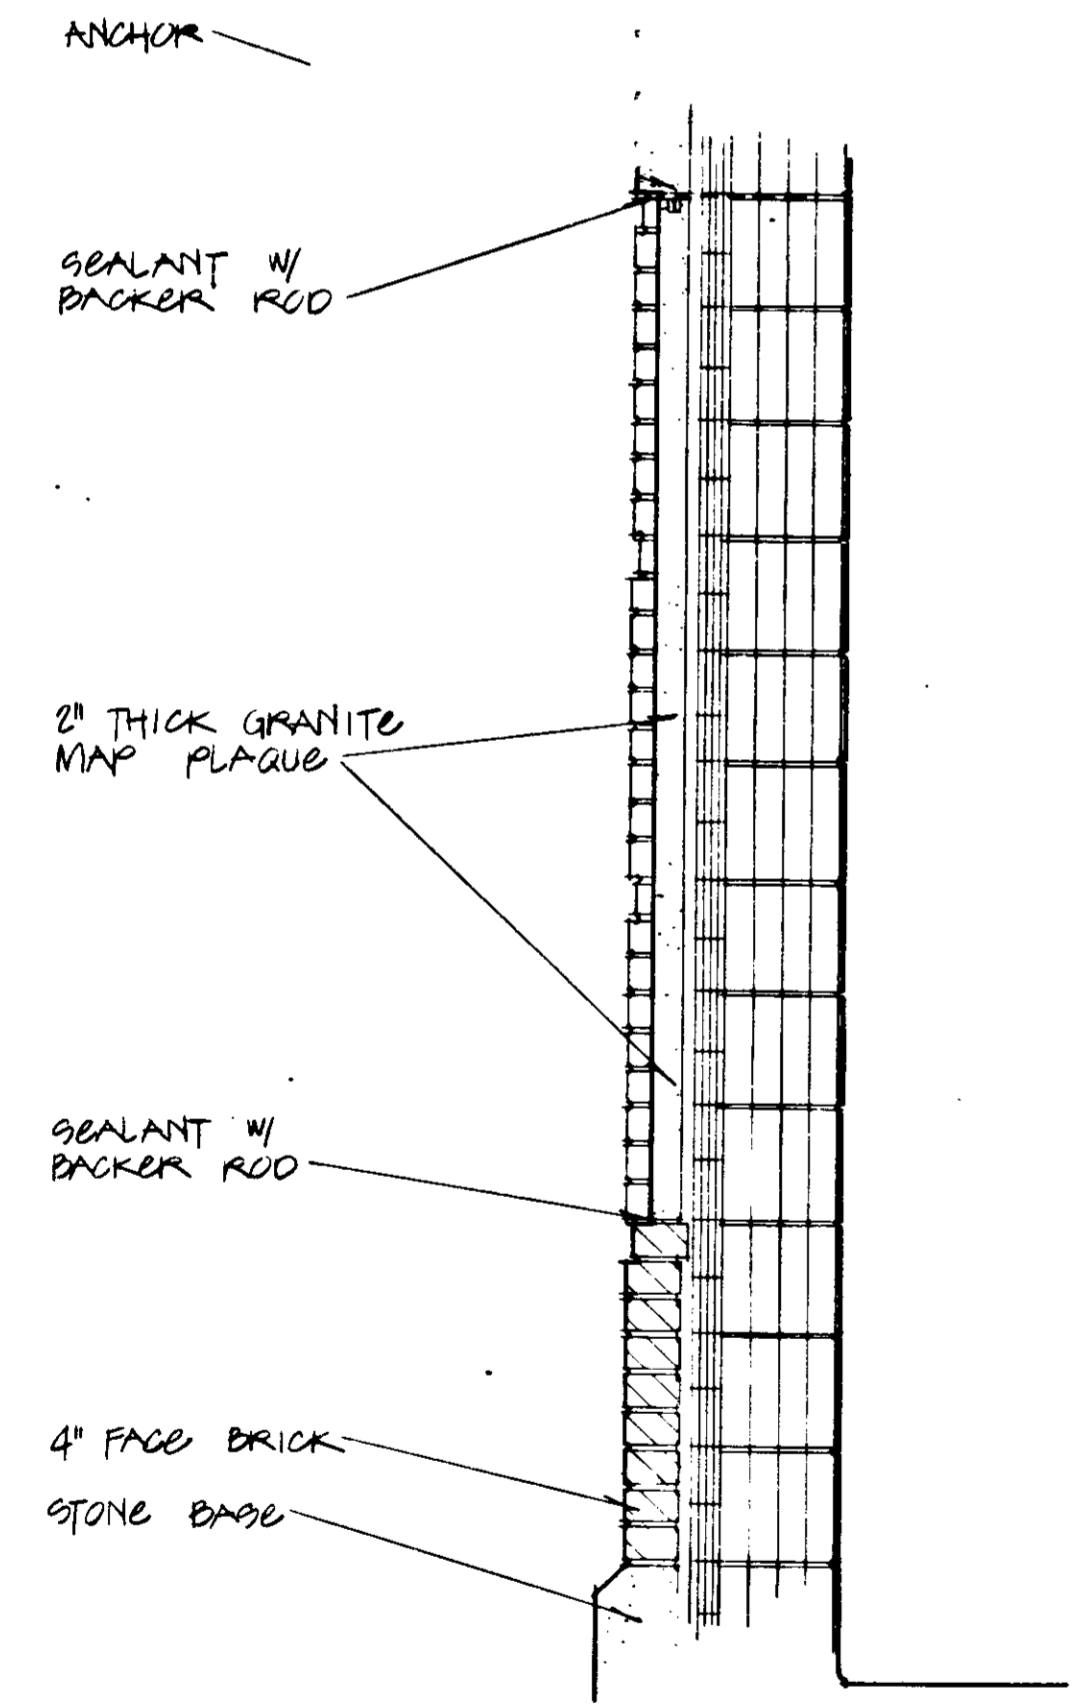 ANCHOR
SEALANT W/
BACKER ROD
2" THICK GRANITE
MAP PLAQUE
SEALANT W/
BACKER ROD
4" FACE BRICK
STONE BASE